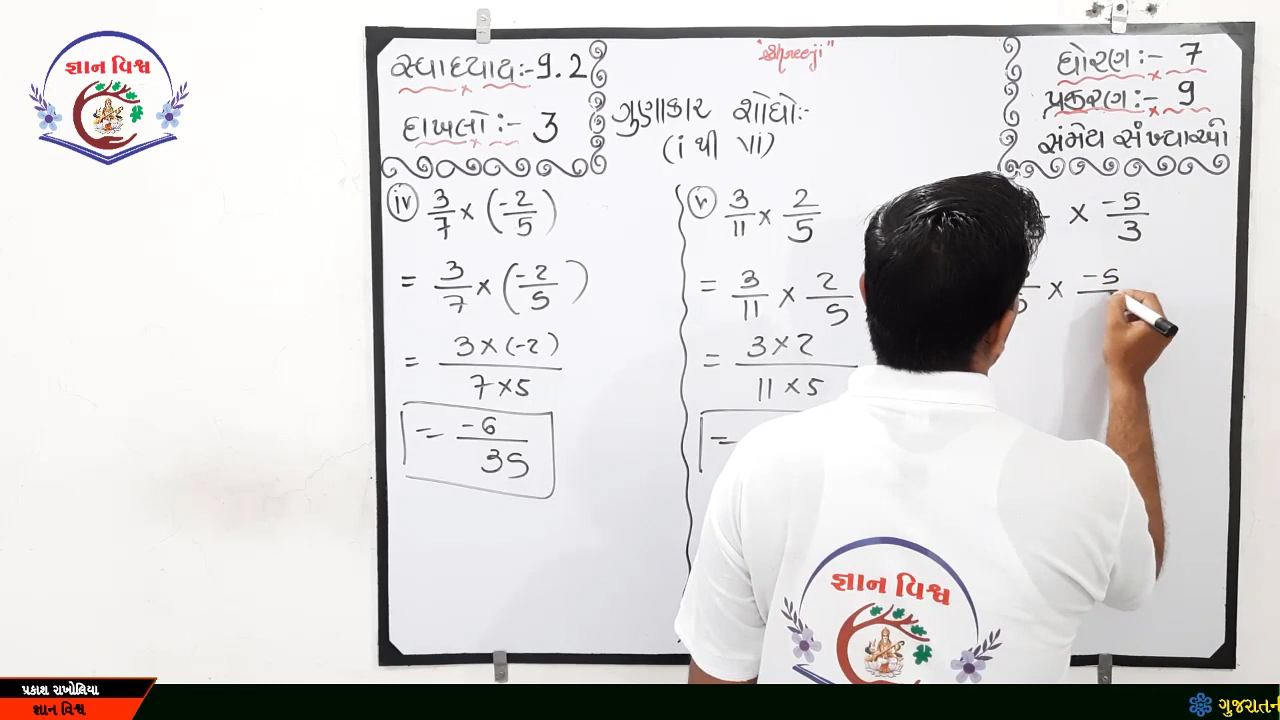 જ્ઞાન વિશ્વ
સ્વાધ્યાય:-9.2
દાખલો:- 3
"Shreeji"
ગુણાકાર શોધો:-
(i થી vi)
ધોરણ:- 7
પ્રકરણ:- 9
સંમેય સંખ્યાઓ
iv 3/7 × (-2/5)
= 3/7 × (-2/5)
= 3×(-2)/7×5
= -6/35
v 3/11 × 2/5
= 3/11 × 2/5
= 3×2/11×5
=
× -5/3
× -5
જ્ઞાન વિશ્વ
પ્રકાશ રાખોલિયા
જ્ઞાન વિશ્વ